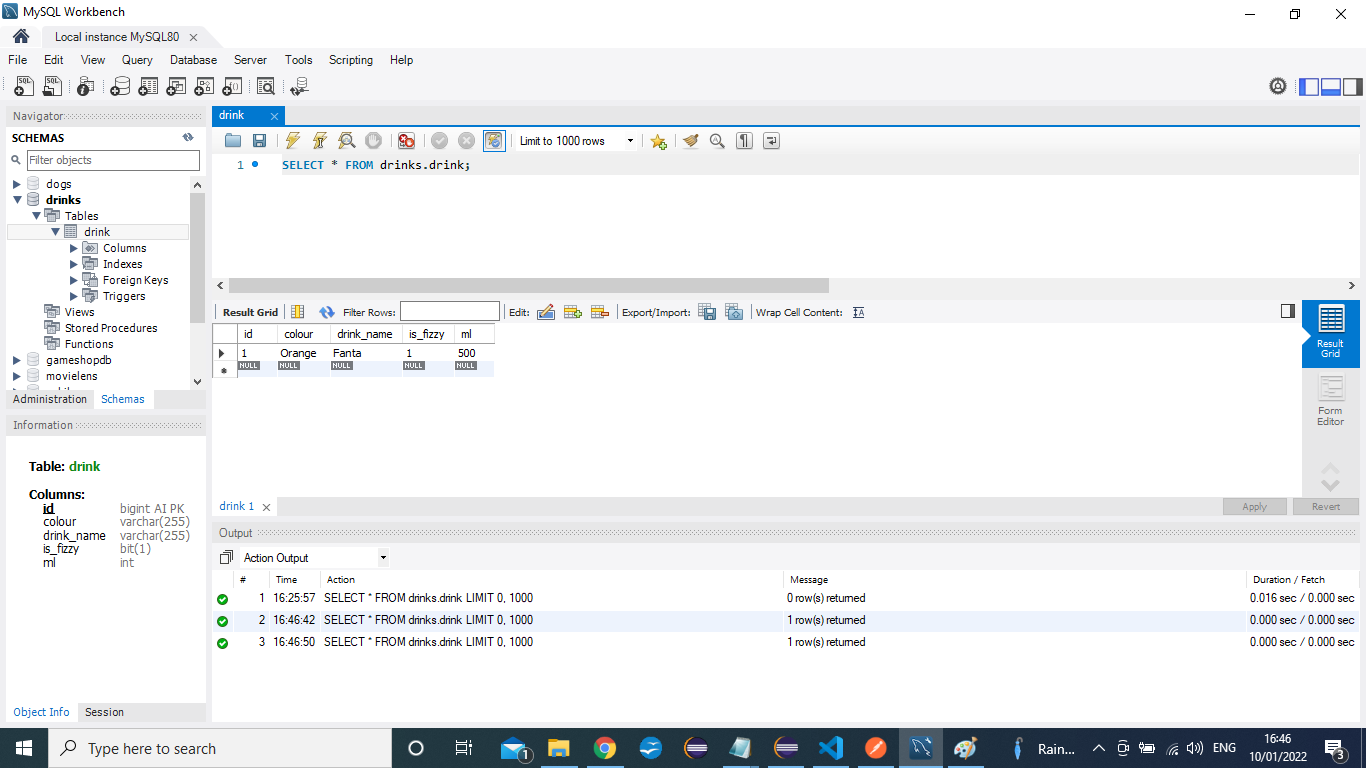 MySQL Workbench
Local instance MySQL80
File Edit View Query Database Server Tools Scripting Help
Navigator
SCHEMAS
Filter objects
dogs
drinks
Tables
drink
Columns
Indexes
Foreign Keys
Triggers
Views
Stored Procedures
Functions
gameshopdb
movielens
Administration Schemas
Information
Table: drink
Columns:
id bigint AI PK
colour varchar(255)
drink_name varchar(255)
is_fizzy bit(1)
ml int
Object Info Session
drink
Limit to 1000 rows
1 SELECT * FROM drinks.drink;
Result Grid Filter Rows: Edit: Export/Import: Wrap Cell Content:
id colour drink_name is_fizzy ml
1 Orange Fanta 1 500
NULL NULL NULL NULL NULL
Result
Grid
Form
Editor
drink 1
Apply Revert
Output
Action Output
# Time Action Message Duration / Fetch
1 16:25:57 SELECT * FROM drinks.drink LIMIT 0, 1000 0 row(s) returned 0.016 sec / 0.000 sec
2 16:46:42 SELECT * FROM drinks.drink LIMIT 0, 1000 1 row(s) returned 0.000 sec / 0.000 sec
3 16:46:50 SELECT * FROM drinks.drink LIMIT 0, 1000 1 row(s) returned 0.000 sec / 0.000 sec
Type here to search
1
Rain...
ENG
16:46
10/01/2022
3